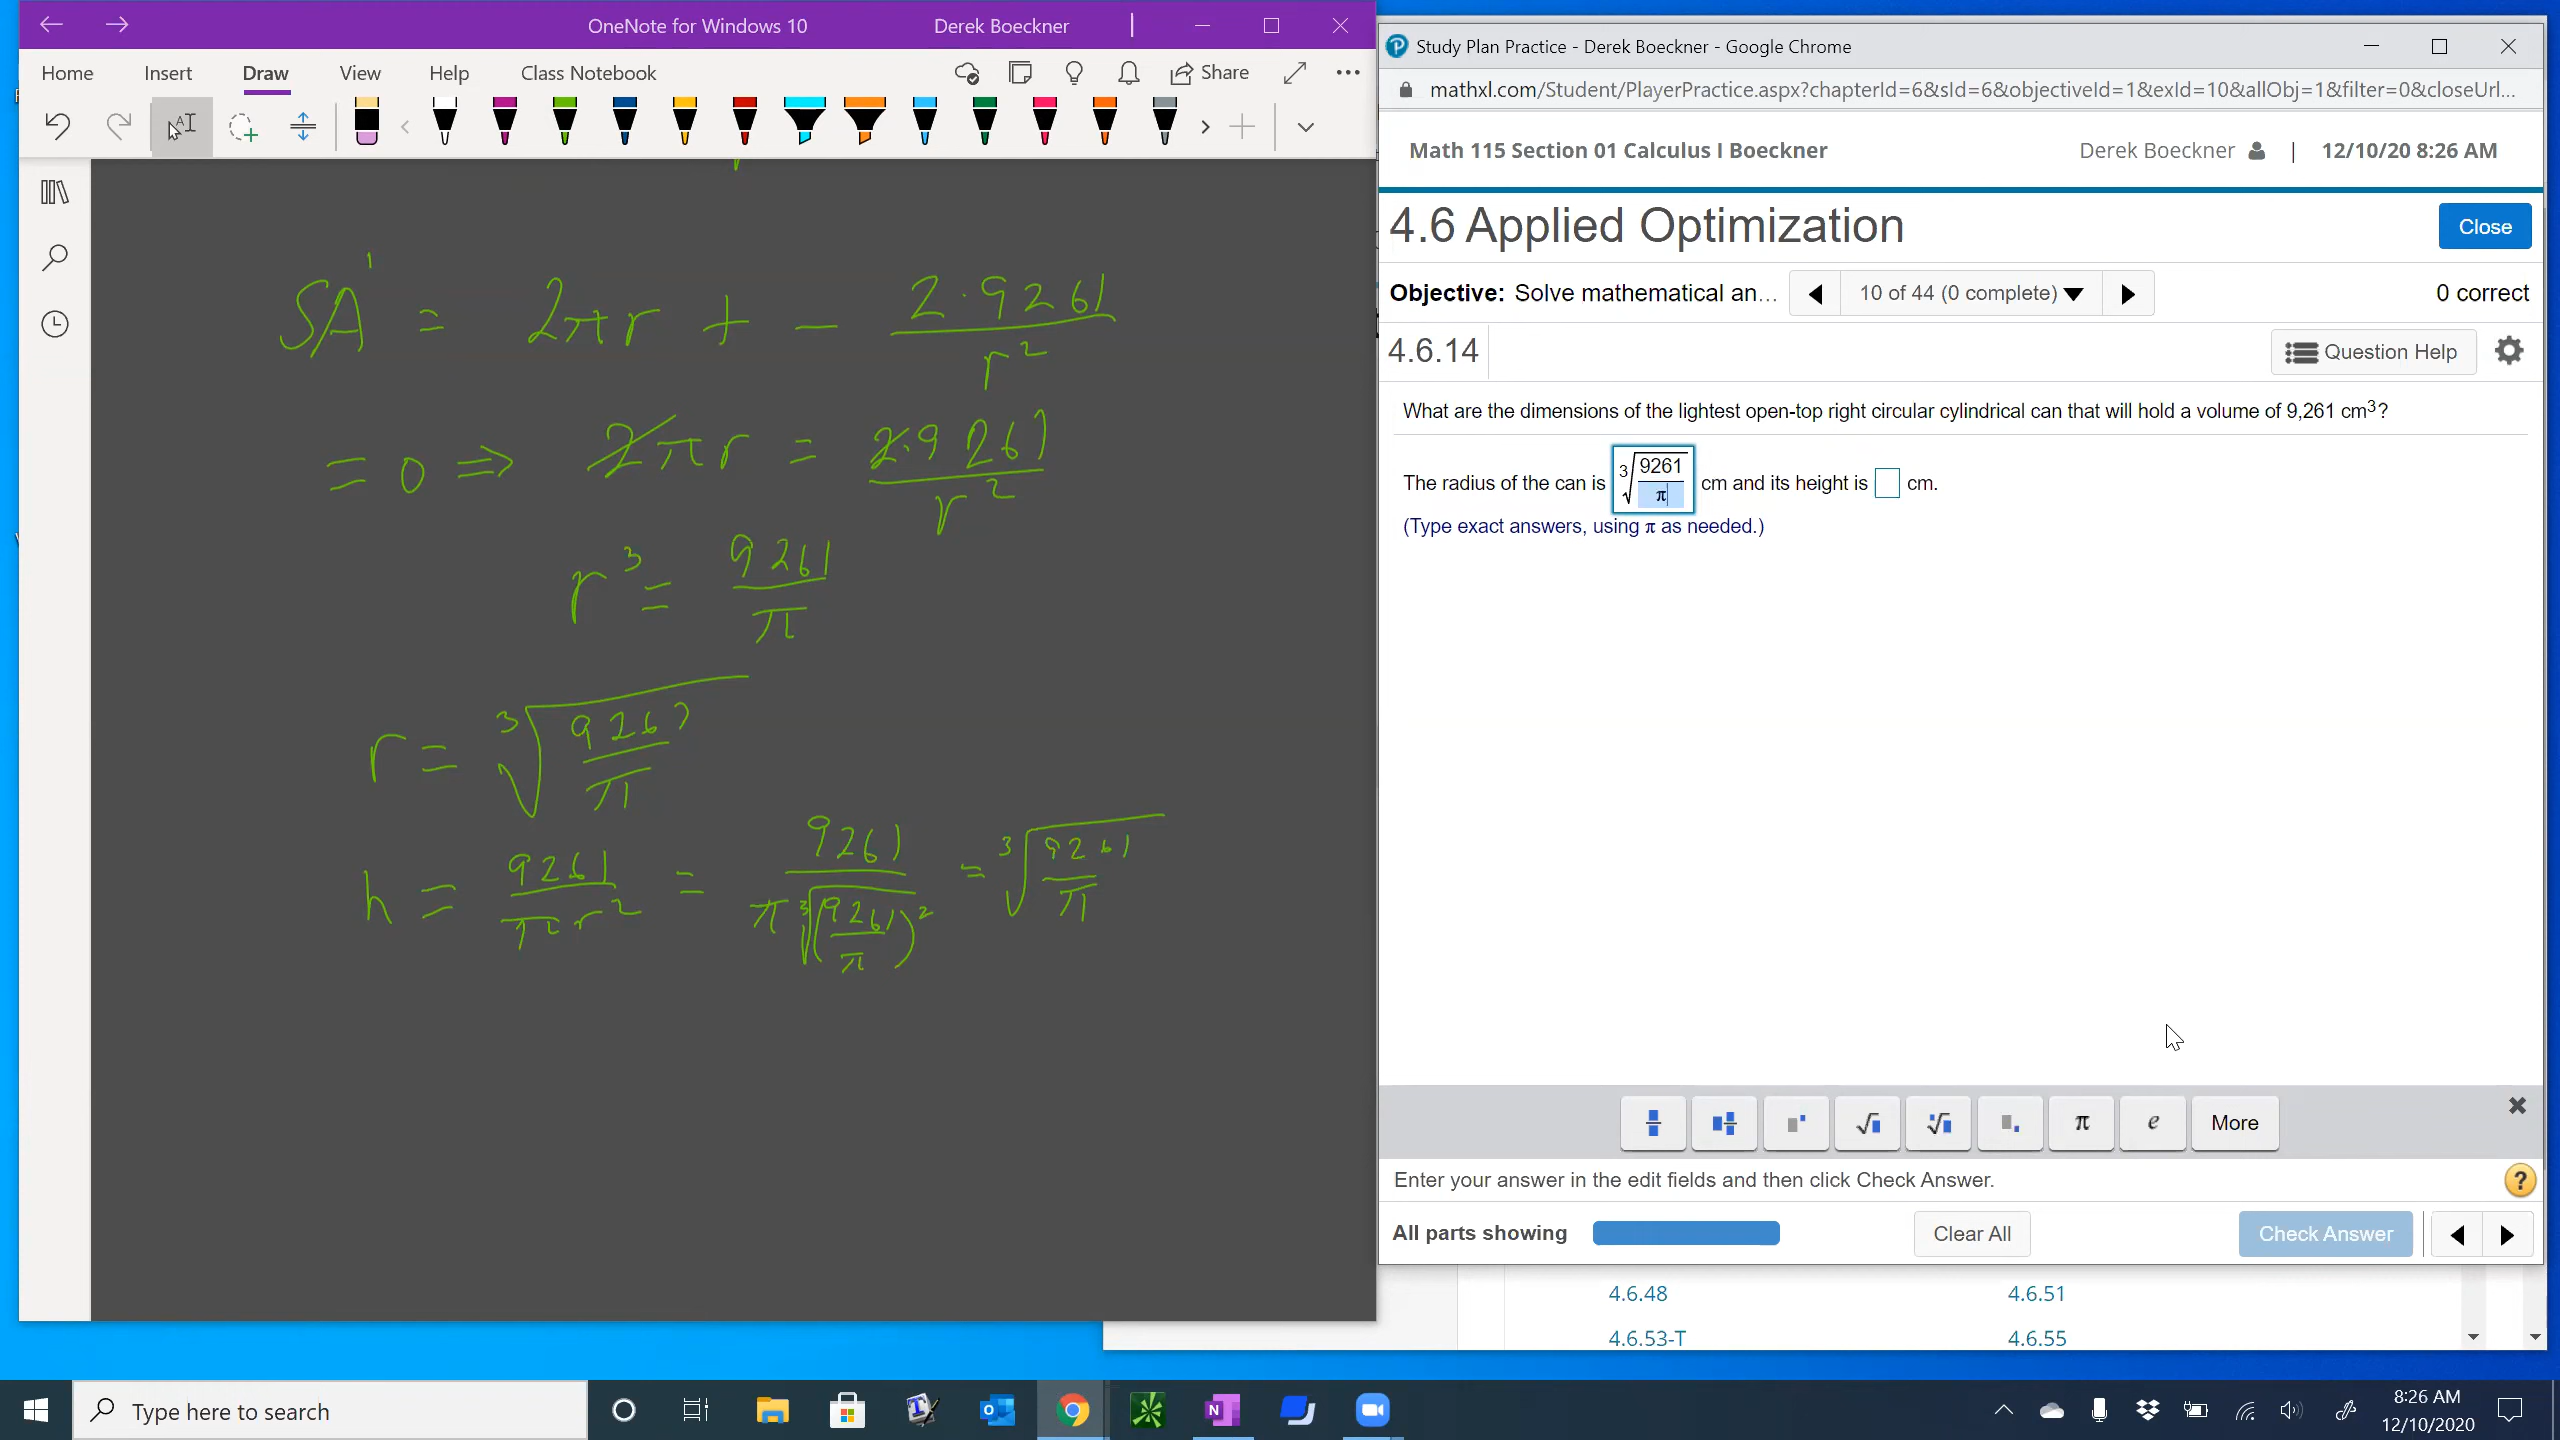 OneNote for Windows 10 Derek Boeckner
Home Insert Draw View Help Class Notebook Share
SA' = 2πr + - 2·9261 / r²
= 0 ⇒ 2πr = 2·9261 / r²
r³ = 9261 / π
r = ³√(9261 / π)
h = 9261 / πr² = 9261 / π ³√(9261 / π)² = ³√(9261 / π)
Study Plan Practice - Derek Boeckner - Google Chrome
mathxl.com/Student/PlayerPractice.aspx?chapterId=6&sId=6&objectiveId=1&exId=10&allObj=1&filter=0&closeUrl...
Math 115 Section 01 Calculus I Boeckner Derek Boeckner | 12/10/20 8:26 AM
4.6 Applied Optimization Close
Objective: Solve mathematical an... 10 of 44 (0 complete) 0 correct
4.6.14 Question Help
What are the dimensions of the lightest open-top right circular cylindrical can that will hold a volume of 9,261 cm³?
The radius of the can is ³√(9261 / π) cm and its height is cm.
(Type exact answers, using π as needed.)
π e More
Enter your answer in the edit fields and then click Check Answer. ?
All parts showing Clear All Check Answer
4.6.48 4.6.51
4.6.53-T 4.6.55
Type here to search
8:26 AM
12/10/2020